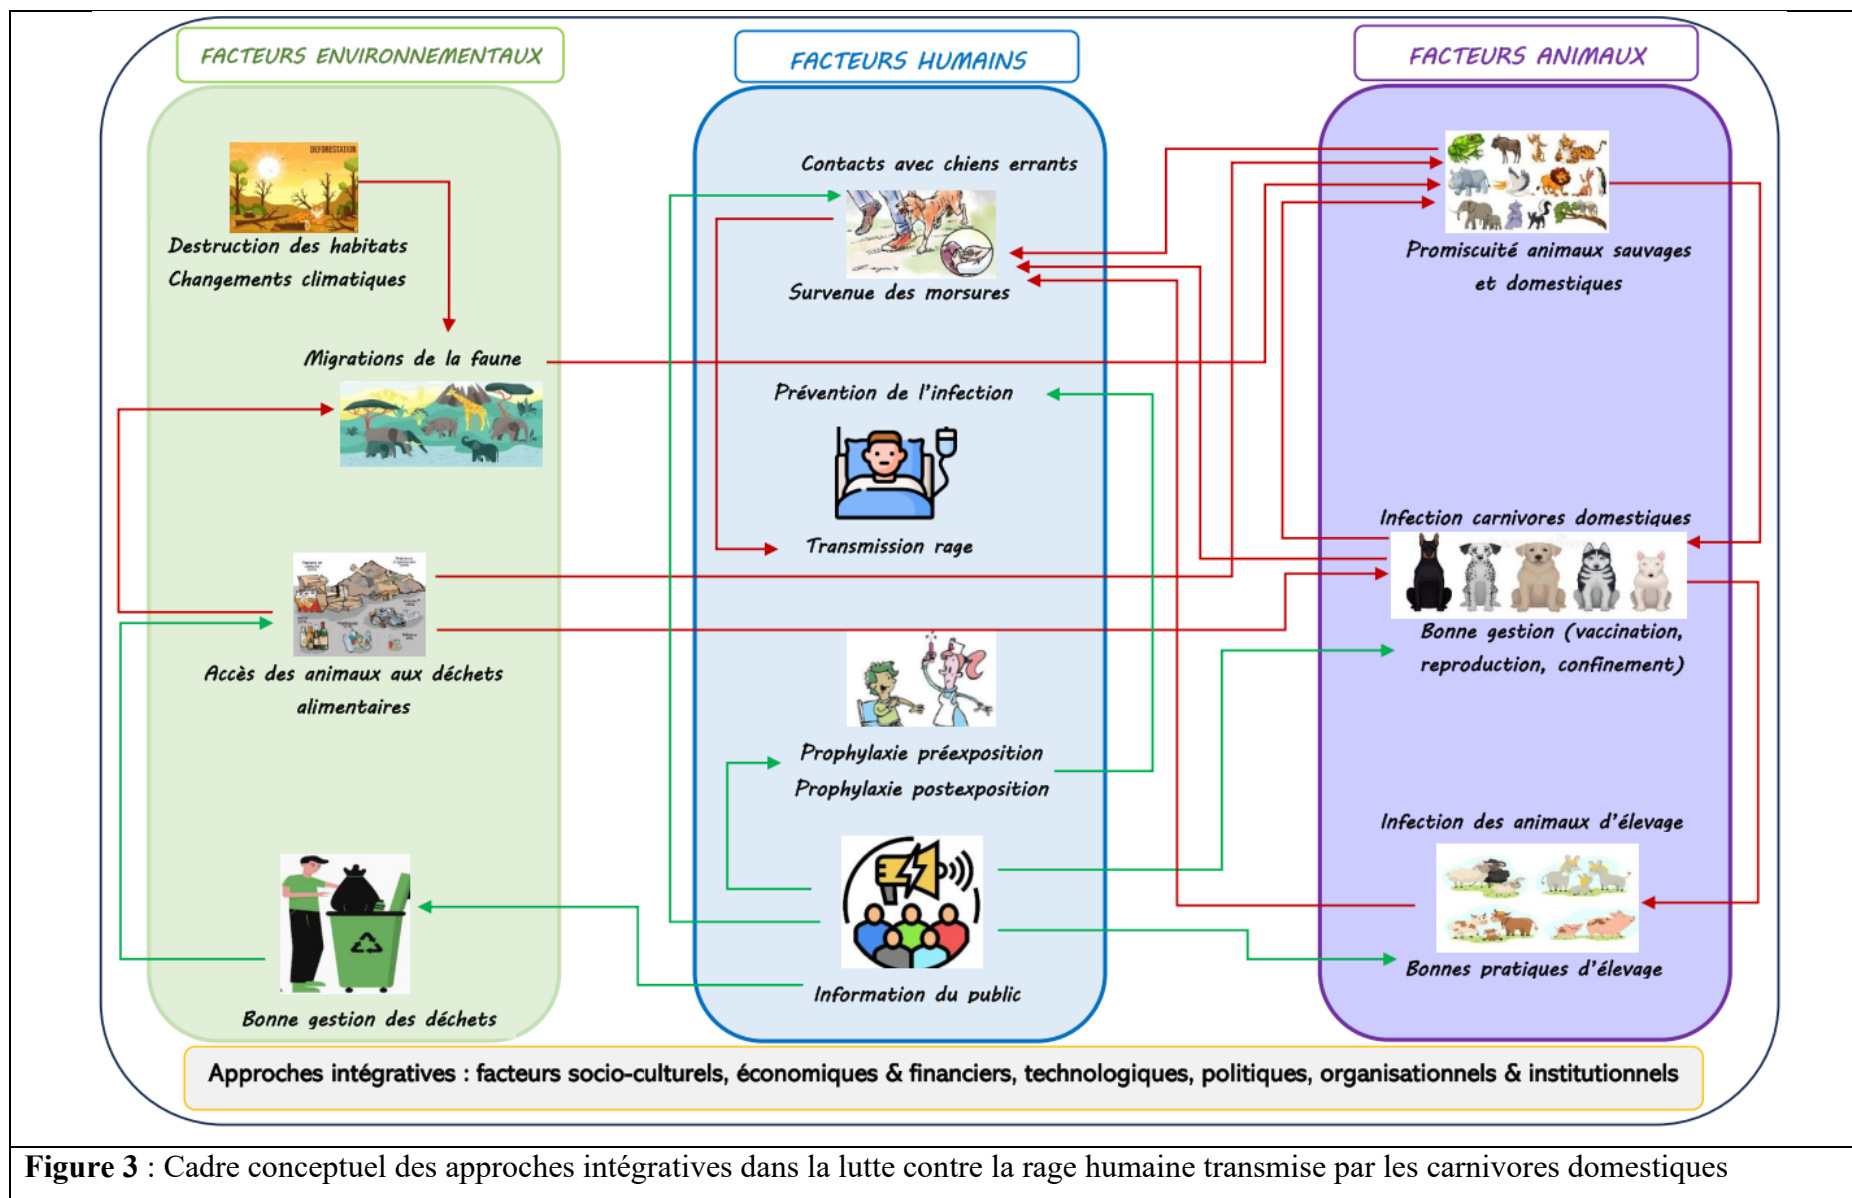 FACTEURS ENVIRONNEMENTAUX
DEFORESTATION
Destruction des habitats
Changements climatiques
Migrations de la faune
Accès des animaux aux déchets
alimentaires
Bonne gestion des déchets
FACTEURS HUMAINS
Contacts avec chiens errants
Survenue des morsures
Prévention de l'infection
Transmission rage
Prophylaxie préexposition
Prophylaxie postexposition
Information du public
FACTEURS ANIMAUX
Promiscuité animaux sauvages
et domestiques
Infection carnivores domestiques
Bonne gestion (vaccination,
reproduction, confinement)
Infection des animaux d'élevage
Bonnes pratiques d'élevage
Approches intégratives : facteurs socio-culturels, économiques & financiers, technologiques, politiques, organisationnels & institutionnels
Figure 3 : Cadre conceptuel des approches intégratives dans la lutte contre la rage humaine transmise par les carnivores domestiques